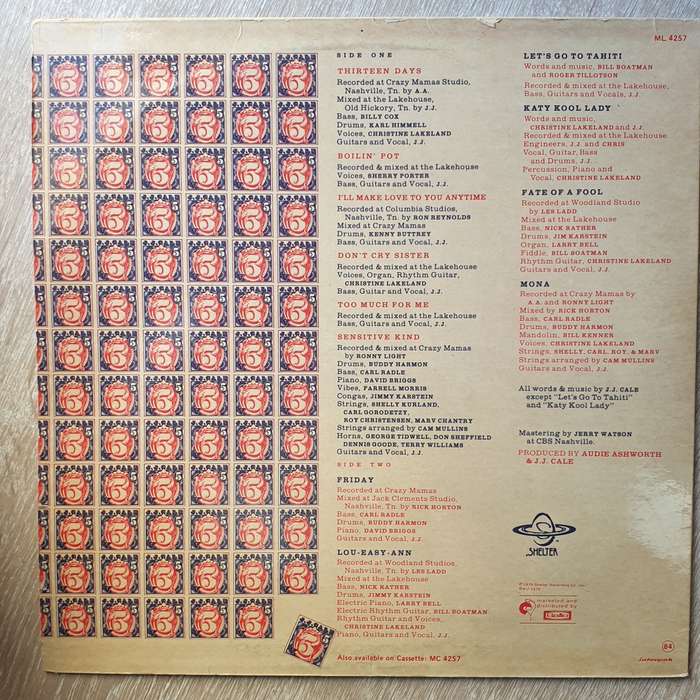 ML 4257
SIDE ONE
THIRTEEN DAYS
Recorded at Crazy Mamas Studio,
Nashville, Tn. by A.A.
Mixed at the Lakehouse,
Old Hickory, Tn. by J.J.
Bass, BILLY COX
Drums, KARL HIMMELL
Voices, CHRISTINE LAKELAND
Guitars and Vocal, J.J.
BOILIN' POT
Recorded & mixed at the Lakehouse
Voices, SHERRY PORTER
Bass, Guitars and Vocal, J.J.
I'LL MAKE LOVE TO YOU ANYTIME
Recorded at Columbia Studios,
Nashville, Tn. by RON REYNOLDS
Mixed at Crazy Mamas
Drums, KENNY BUTTREY
Bass, Guitars and Vocal, J.J.
DON'T CRY SISTER
Recorded & mixed at the Lakehouse
Voices, Organ, Rhythm Guitar,
CHRISTINE LAKELAND
Bass, Guitar and Vocal, J.J.
TOO MUCH FOR ME
Recorded & mixed at the Lakehouse
Bass, Guitars and Vocal, J.J.
SENSITIVE KIND
Recorded & mixed at Crazy Mamas
by RONNY LIGHT
Drums, BUDDY HARMON
Bass, CARL RADLE
Piano, DAVID BRIGGS
Vibes, FARRELL MORRIS
Congas, JIMMY KARSTEIN
Strings, SHELLY KURLAND,
CARL GORODETZY,
ROY CHRISTENSEN, MARV CHANTRY
Strings arranged by CAM MULLINS
Horns, GEORGE TIDWELL, DON SHEFFIELD
DENNIS GOODE, TERRY WILLIAMS
Guitars and Vocal, J.J.
SIDE TWO
FRIDAY
Recorded at Crazy Mamas
Mixed at Jack Clements Studio,
Nashville, Tn. by RICK HORTON
Bass, CARL RADLE
Drums, BUDDY HARMON
Piano, DAVID BRIGGS
Guitars and Vocal, J.J.
LOU-EASY-ANN
Recorded at Woodland Studios,
Nashville, Tn. by LES LADD
Mixed at the Lakehouse
Bass, NICK RATHER
Drums, JIMMY KARSTEIN
Electric Piano, LARRY BELL
Electric Rhythm Guitar, BILL BOATMAN
Rhythm Guitar and Voices,
CHRISTINE LAKELAND
Piano, Guitars and Vocal, J.J.
Also available on Cassette: MC 4257
LET'S GO TO TAHITI
Words and music, BILL BOATMAN
and ROGER TILLOTSON
Recorded & mixed at the Lakehouse,
Bass, Guitars and Vocals, J.J.
KATY KOOL LADY
Words and music,
CHRISTINE LAKELAND and J.J.
Recorded & mixed at the Lakehouse
Engineers, J.J. and CHRIS
Vocal, Guitar, Bass
and Drums, J.J.
Percussion, Piano and
Vocal, CHRISTINE LAKELAND
FATE OF A FOOL
Recorded at Woodland Studio
by LES LADD
Mixed at the Lakehouse
Bass, NICK RATHER
Drums, JIM KARSTEIN
Organ, LARRY BELL
Fiddle, BILL BOATMAN
Rhythm Guitar, CHRISTINE LAKELAND
Guitars and Vocal, J.J.
MONA
Recorded at Crazy Mamas by
A.A. and RONNY LIGHT
Mixed by RICK HORTON
Bass, CARL RADLE
Drums, BUDDY HARMON
Mandolin, BILL KENNER
Voices, CHRISTINE LAKELAND
Strings, SHELLY, CARL, ROY, & MARV
Strings arranged by CAM MULLINS
Guitars and Vocal, J.J.
All words & music by J.J. CALE
except "Let's Go To Tahiti"
and "Katy Kool Lady"
Mastering by JERRY WATSON
at CBS Nashville.
PRODUCED BY AUDIE ASHWORTH
& J.J. CALE
SHELTER
marketed and
distributed by
84
5